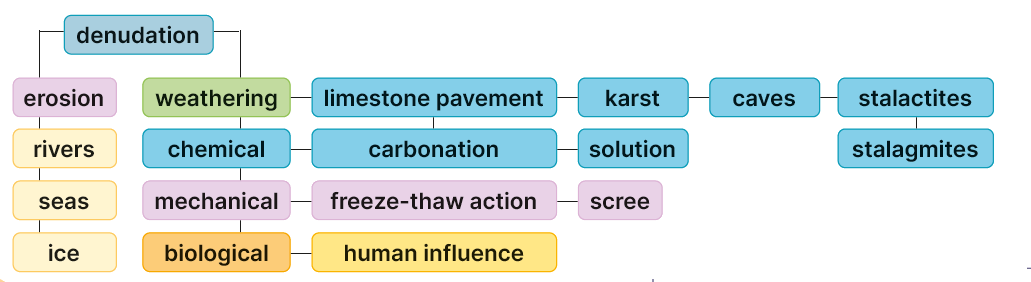 denudation
erosion weathering limestone pavement karst caves stalactites
rivers chemical carbonation solution stalagmites
seas mechanical freeze-thaw action scree
ice biological human influence